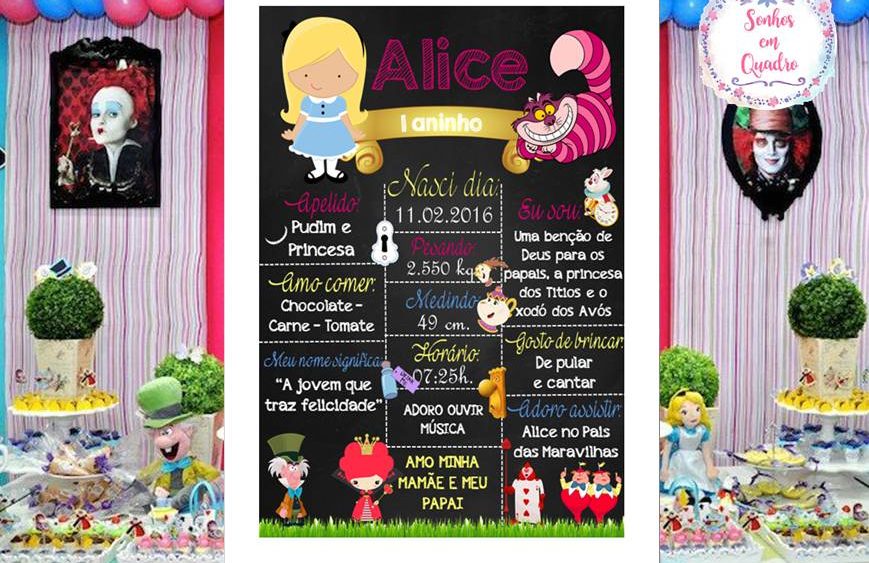 Sonhos
em
Quadro
Alice
1 aninho
Apelido:
Pudim e
Princesa
Amo comer:
Chocolate -
Carne - Tomate
Meu nome significa:
"A jovem que
traz felicidade"
Nasci dia:
11.02.2016
Pesando:
2.550 kg
Medindo:
49 cm.
Horário:
07:25h.
ADORO OUVIR
MÚSICA
AMO MINHA
MAMÃE E MEU
PAPAI
Eu sou:
Uma benção de
Deus para os
papais, a princesa
dos Titios e o
xodó dos Avós
Gosto de brincar:
De pular
e cantar
Adoro assistir:
Alice no Pais
das Maravilhas